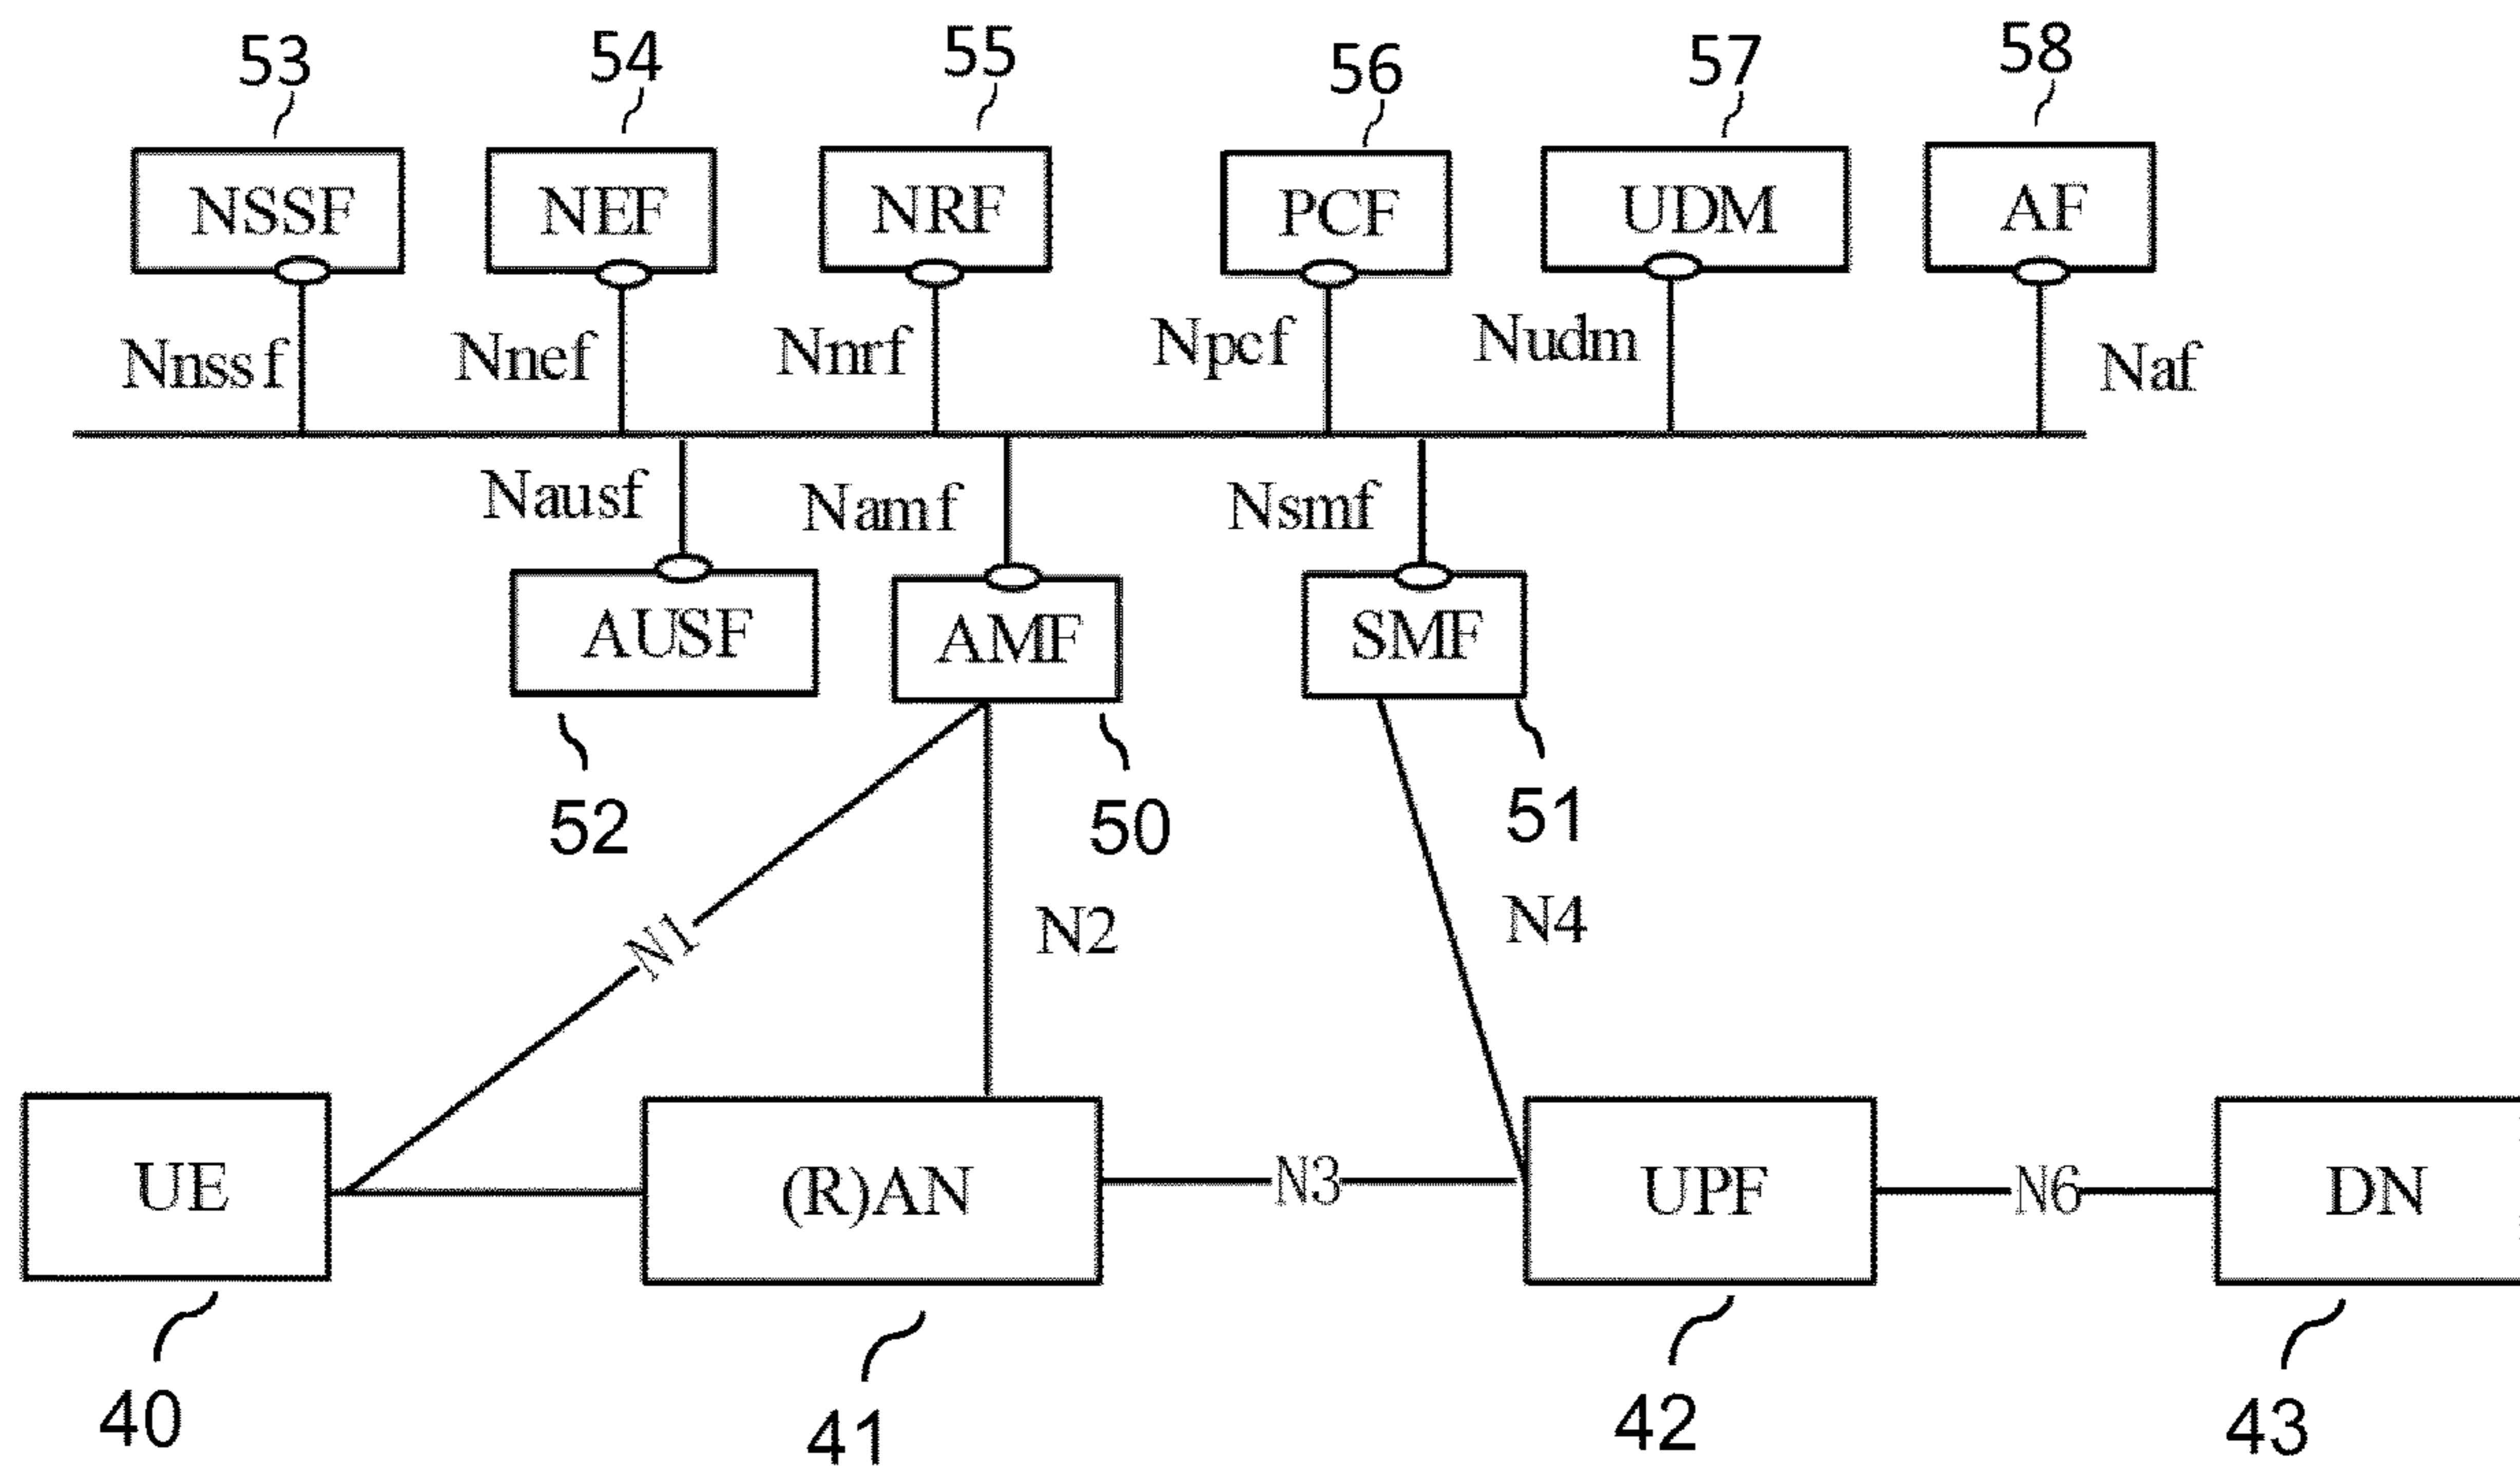 53 54 55 56 57 58
NSSF NEF NRF PCF UDM AF
Nnssf Nnef Nnrf Npcf Nudm Naf
Nausf Namf Nsmf
AUSF AMF SMF
52 50 51
N1 N2 N4
UE (R)AN N3 UPF N6 DN
40 41 42 43